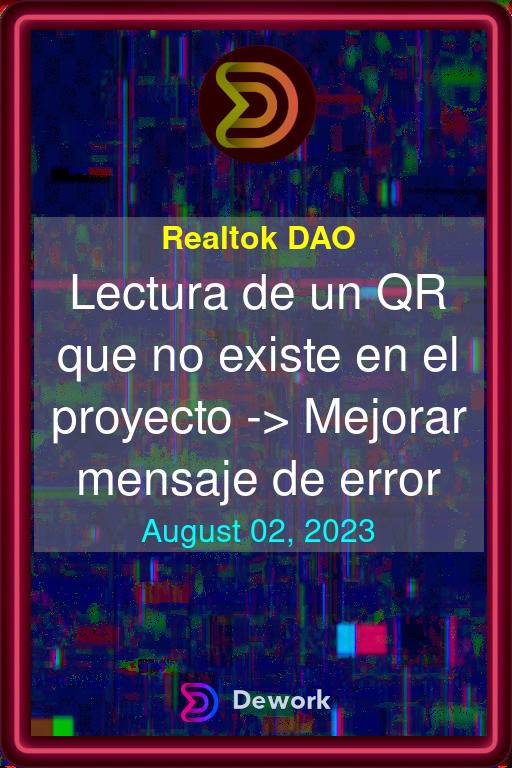 Realtok DAO
Lectura de un QR
que no existe en el
proyecto -> Mejorar
mensaje de error
August 02, 2023
Dework